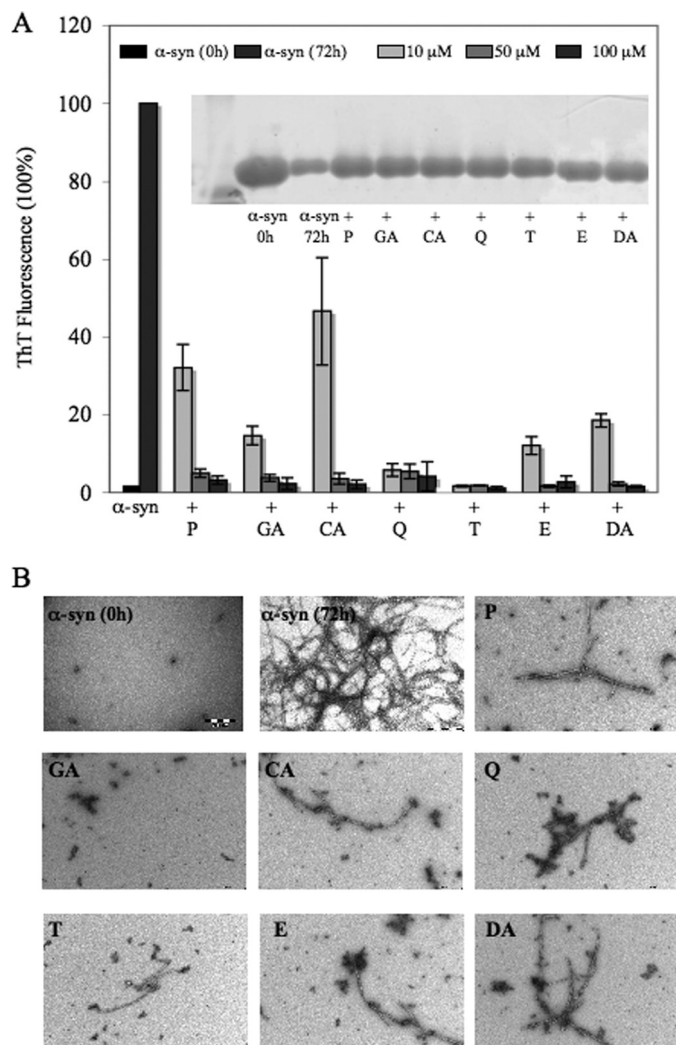 A
120
100
80
60
40
20
0
ThT Fluorescence (100%)
α-syn (0h) α-syn (72h) 10 μM 50 μM 100 μM
α-syn 0h
α-syn 72h
+ P
+ GA
+ CA
+ Q
+ T
+ E
+ DA
α-syn
+ P
+ GA
+ CA
+ Q
+ T
+ E
+ DA
B
α-syn (0h) α-syn (72h) P
GA CA Q
T E DA